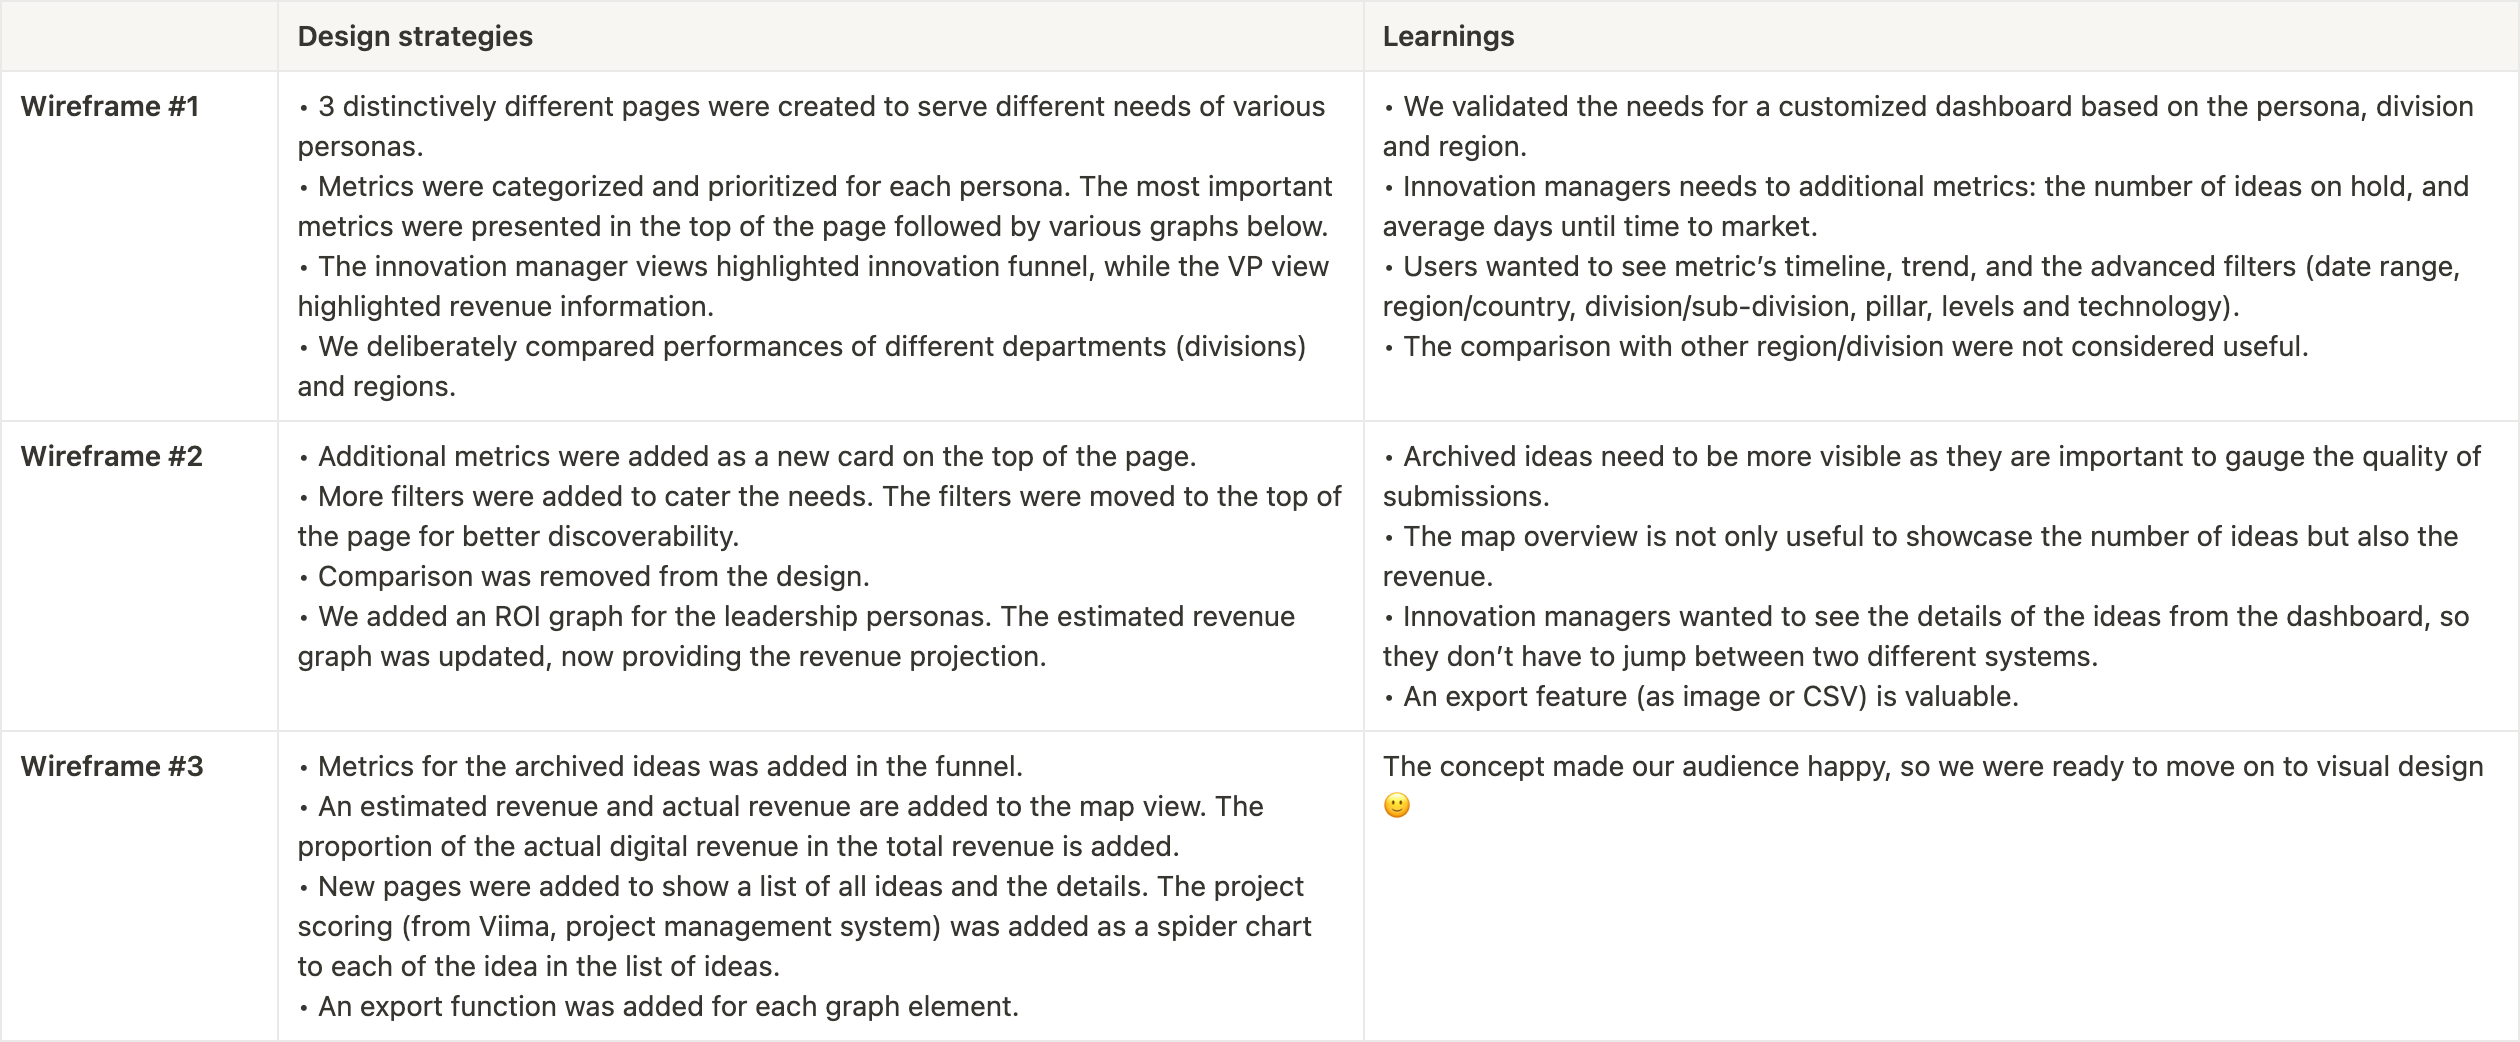 Design strategies
Learnings
Wireframe #1
• 3 distinctively different pages were created to serve different needs of various
personas.
• Metrics were categorized and prioritized for each persona. The most important
metrics were presented in the top of the page followed by various graphs below.
• The innovation manager views highlighted innovation funnel, while the VP view
highlighted revenue information.
• We deliberately compared performances of different departments (divisions)
and regions.
• We validated the needs for a customized dashboard based on the persona, division
and region.
• Innovation managers needs to additional metrics: the number of ideas on hold, and
average days until time to market.
• Users wanted to see metric’s timeline, trend, and the advanced filters (date range,
region/country, division/sub-division, pillar, levels and technology).
• The comparison with other region/division were not considered useful.
Wireframe #2
• Additional metrics were added as a new card on the top of the page.
• More filters were added to cater the needs. The filters were moved to the top of
the page for better discoverability.
• Comparison was removed from the design.
• We added an ROI graph for the leadership personas. The estimated revenue
graph was updated, now providing the revenue projection.
• Archived ideas need to be more visible as they are important to gauge the quality of
submissions.
• The map overview is not only useful to showcase the number of ideas but also the
revenue.
• Innovation managers wanted to see the details of the ideas from the dashboard, so
they don’t have to jump between two different systems.
• An export feature (as image or CSV) is valuable.
Wireframe #3
• Metrics for the archived ideas was added in the funnel.
• An estimated revenue and actual revenue are added to the map view. The
proportion of the actual digital revenue in the total revenue is added.
• New pages were added to show a list of all ideas and the details. The project
scoring (from Viima, project management system) was added as a spider chart
to each of the idea in the list of ideas.
• An export function was added for each graph element.
The concept made our audience happy, so we were ready to move on to visual design
🙂